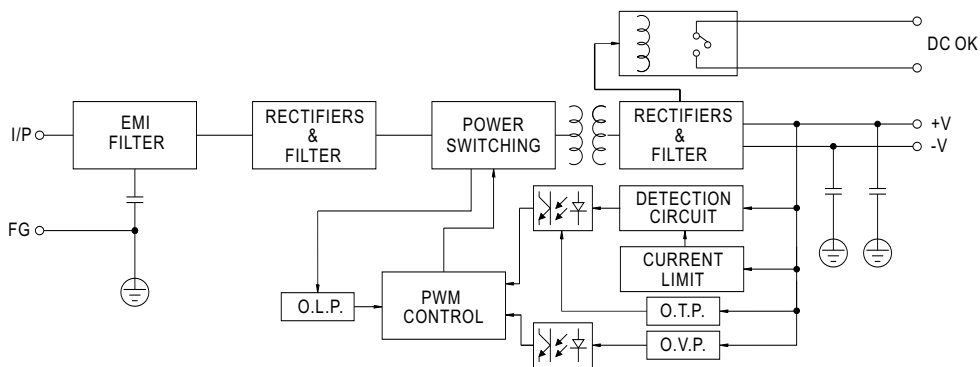 DC OK
I/P
EMI
FILTER
RECTIFIERS
&
FILTER
POWER
SWITCHING
RECTIFIERS
&
FILTER
+V
-V
FG
DETECTION
CIRCUIT
CURRENT
LIMIT
O.L.P.
PWM
CONTROL
O.T.P.
O.V.P.